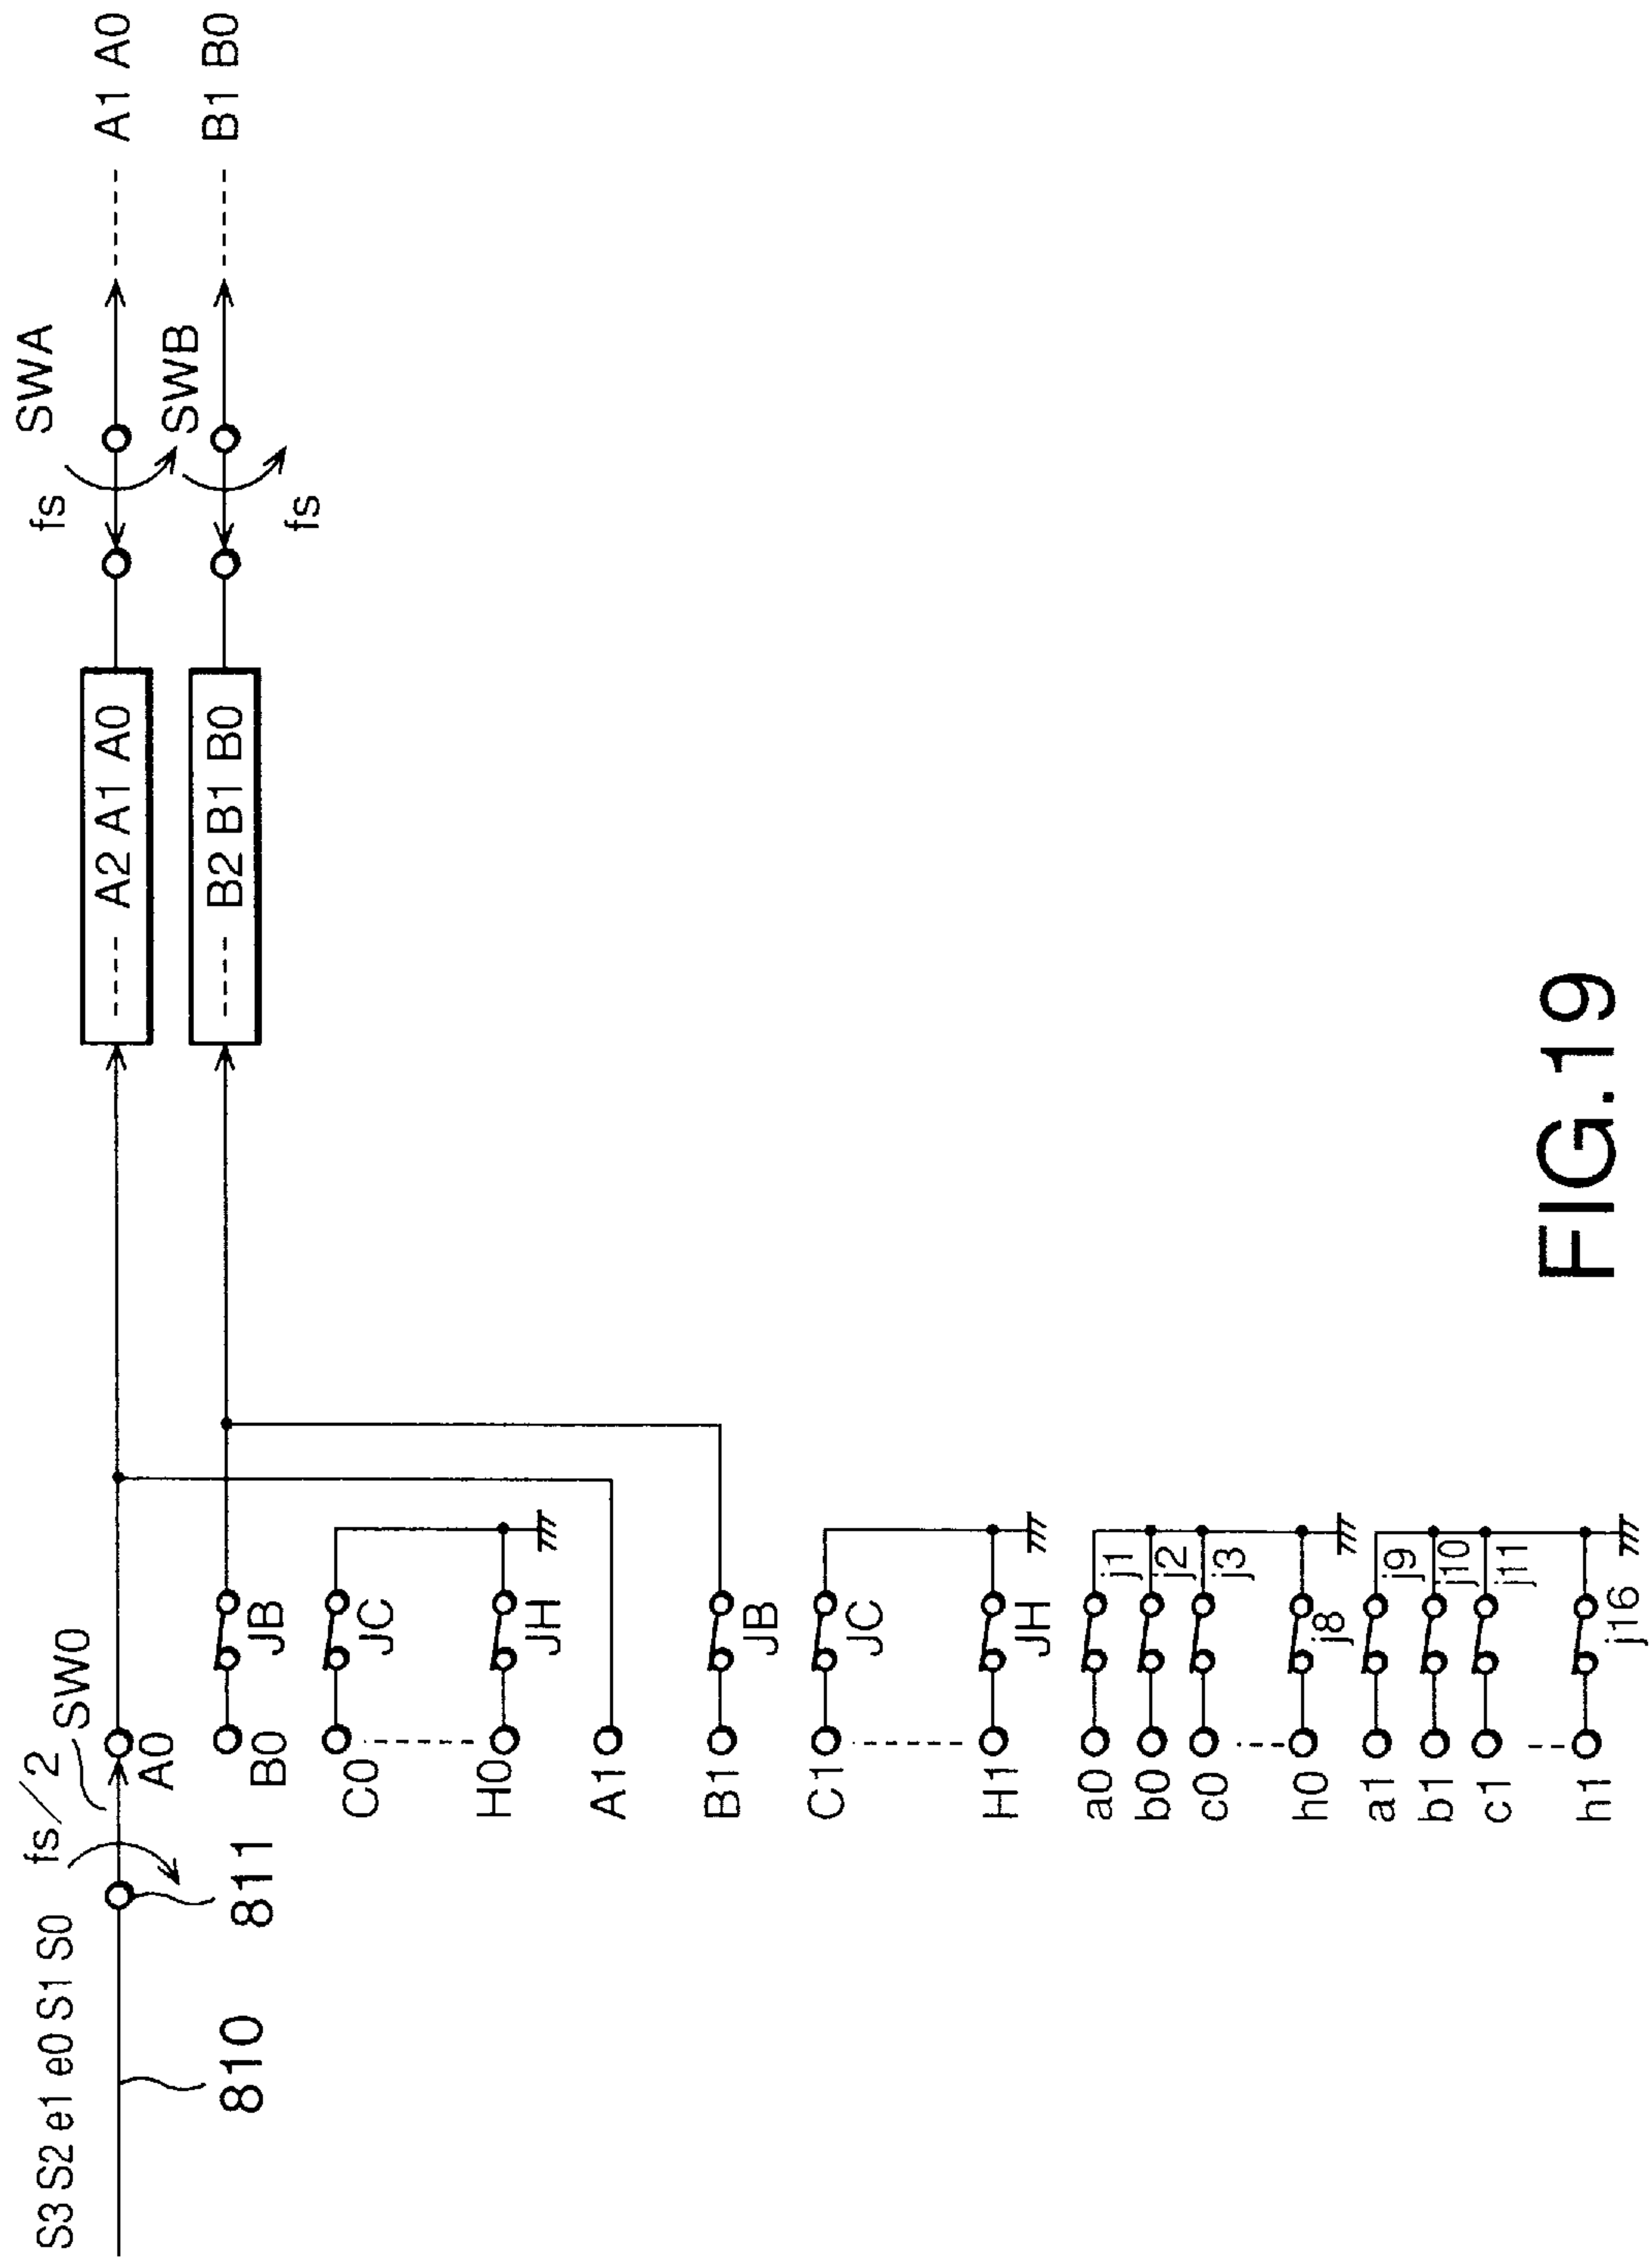 S3 S2 e1 e0 S1 S0
fs/2
SW0
810
811
A0
fs
SWA
A2 A1 A0
A1 A0
B0
JB
SWB
fs
B2 B1 B0
B1 B0
C0
JC
H0
JH
A1
B1
JB
C1
JC
H1
JH
a0
j1
b0
j2
c0
j3
h0
j8
a1
j9
b1
j10
c1
j11
h1
j16
FIG.19